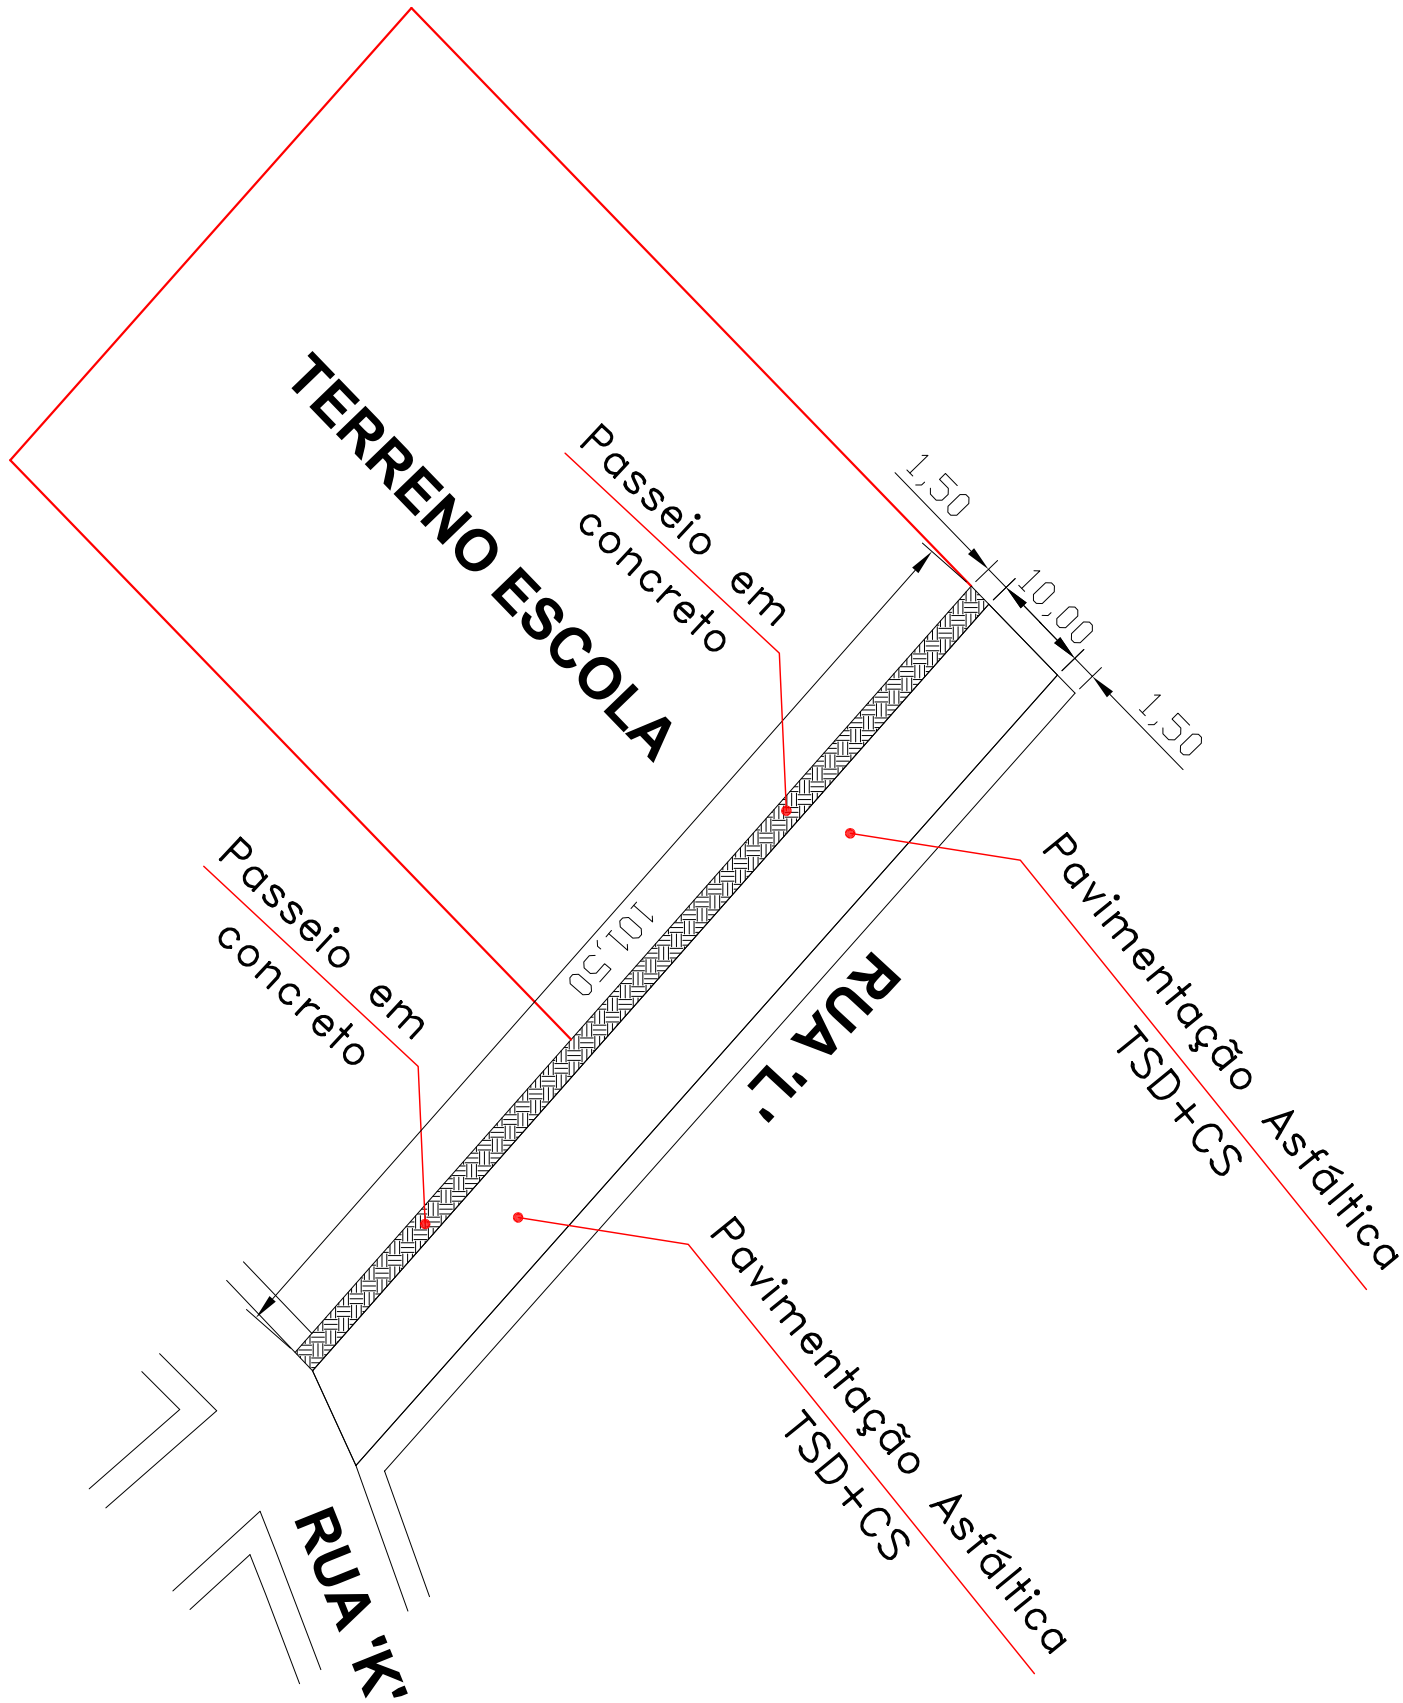 TERRENO ESCOLA
Passeio em
concreto
1,50
10,00
1,50
101,50
Passeio em
concreto
RUA 'L'
Pavimentação Asfáltica
TSD+CS
Pavimentação Asfáltica
TSD+CS
RUA 'K'